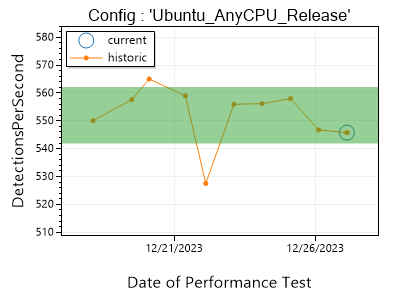 Config : 'Ubuntu_AnyCPU_Release'
current
historic
DetectionsPerSecond
580
570
560
550
540
530
520
510
12/21/2023
12/26/2023
Date of Performance Test